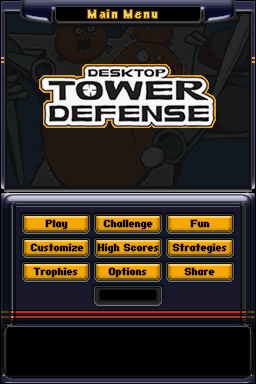 Main Menu
DESKTOP
TOWER
DEFENSE
Play Challenge Fun
Customize High Scores Strategies
Trophies Options Share